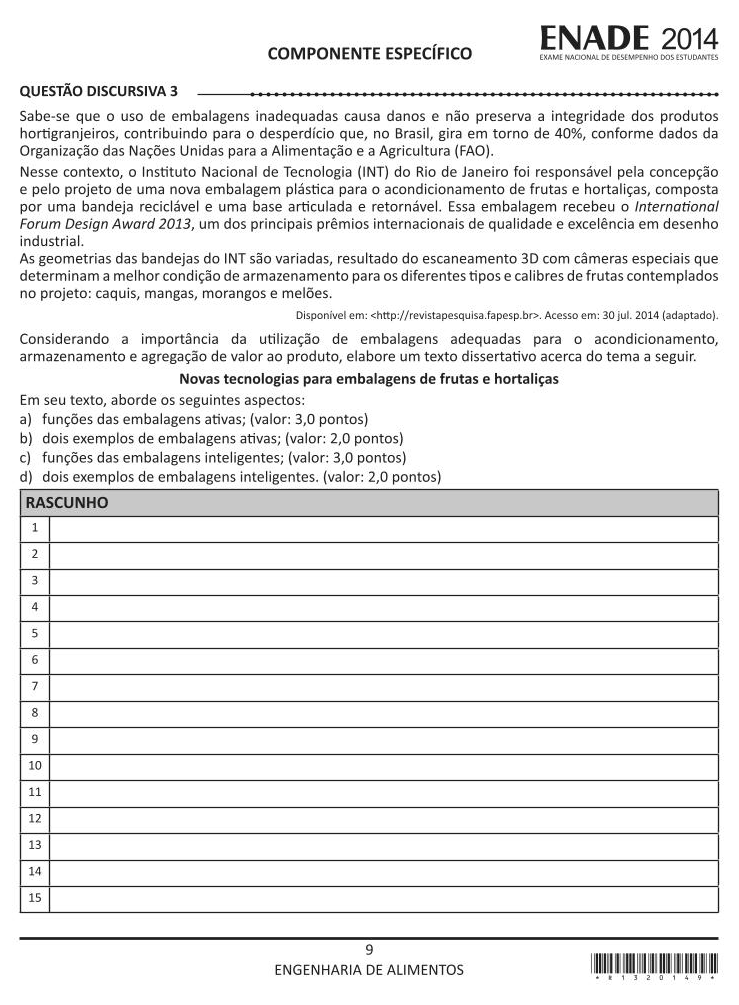 ENADE 2014
EXAME NACIONAL DE DESEMPENHO DOS ESTUDANTES
COMPONENTE ESPECÍFICO
QUESTÃO DISCURSIVA 3
Sabe-se que o uso de embalagens inadequadas causa danos e não preserva a integridade dos produtos
hortigranjeiros, contribuindo para o desperdício que, no Brasil, gira em torno de 40%, conforme dados da
Organização das Nações Unidas para a Alimentação e a Agricultura (FAO).
Nesse contexto, o Instituto Nacional de Tecnologia (INT) do Rio de Janeiro foi responsável pela concepção
e pelo projeto de uma nova embalagem plástica para o acondicionamento de frutas e hortaliças, composta
por uma bandeja reciclável e uma base articulada e retornável. Essa embalagem recebeu o International
Forum Design Award 2013, um dos principais prêmios internacionais de qualidade e excelência em desenho
industrial.
As geometrias das bandejas do INT são variadas, resultado do escaneamento 3D com câmeras especiais que
determinam a melhor condição de armazenamento para os diferentes tipos e calibres de frutas contemplados
no projeto: caquis, mangas, morangos e melões.
Disponível em: <http://revistapesquisa.fapesp.br>. Acesso em: 30 jul. 2014 (adaptado).
Considerando a importância da utilização de embalagens adequadas para o acondicionamento,
armazenamento e agregação de valor ao produto, elabore um texto dissertativo acerca do tema a seguir.
Novas tecnologias para embalagens de frutas e hortaliças
Em seu texto, aborde os seguintes aspectos:
a) funções das embalagens ativas; (valor: 3,0 pontos)
b) dois exemplos de embalagens ativas; (valor: 2,0 pontos)
c) funções das embalagens inteligentes; (valor: 3,0 pontos)
d) dois exemplos de embalagens inteligentes. (valor: 2,0 pontos)
RASCUNHO
1
2
3
4
5
6
7
8
9
10
11
12
13
14
15
9
ENGENHARIA DE ALIMENTOS
*R1320149*